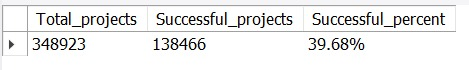 Total_projects Successful_projects Successful_percent
348923 138466 39.68%